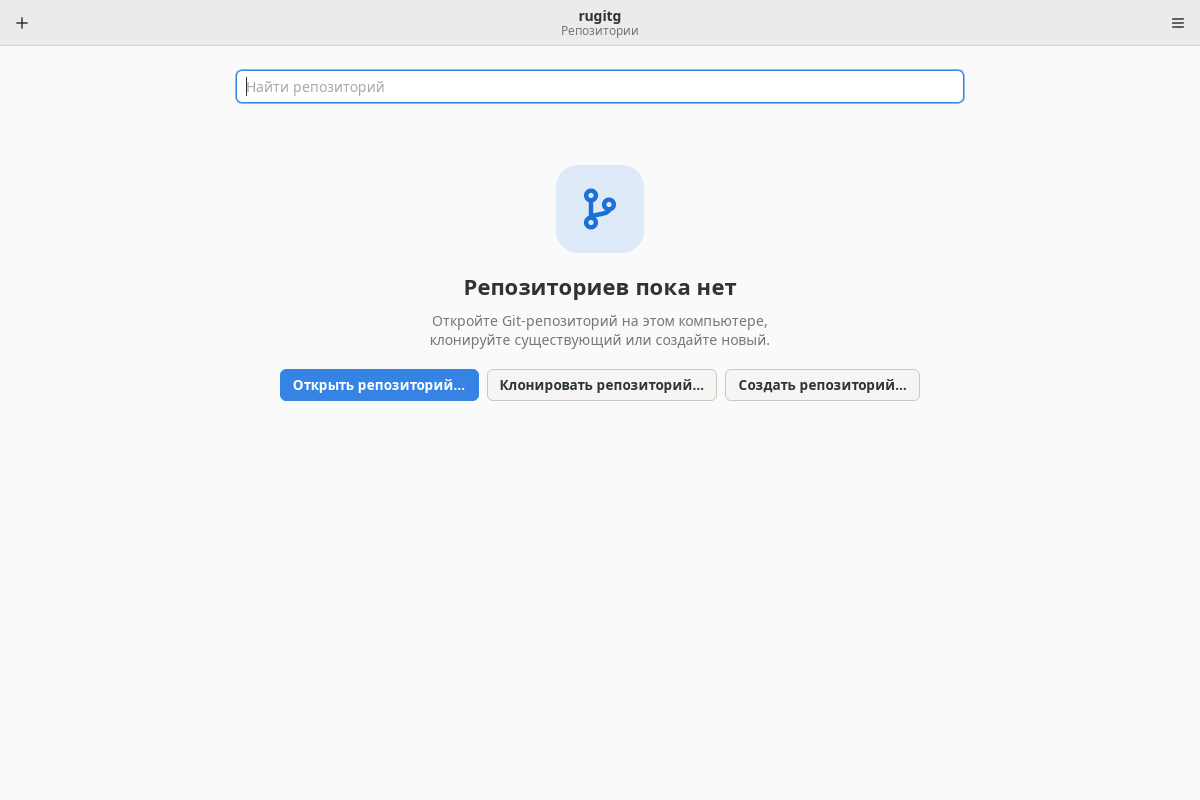 rugitg
Репозитории
Найти репозиторий
Репозиториев пока нет
Откройте Git-репозиторий на этом компьютере,
клонируйте существующий или создайте новый.
Открыть репозиторий...
Клонировать репозиторий...
Создать репозиторий...